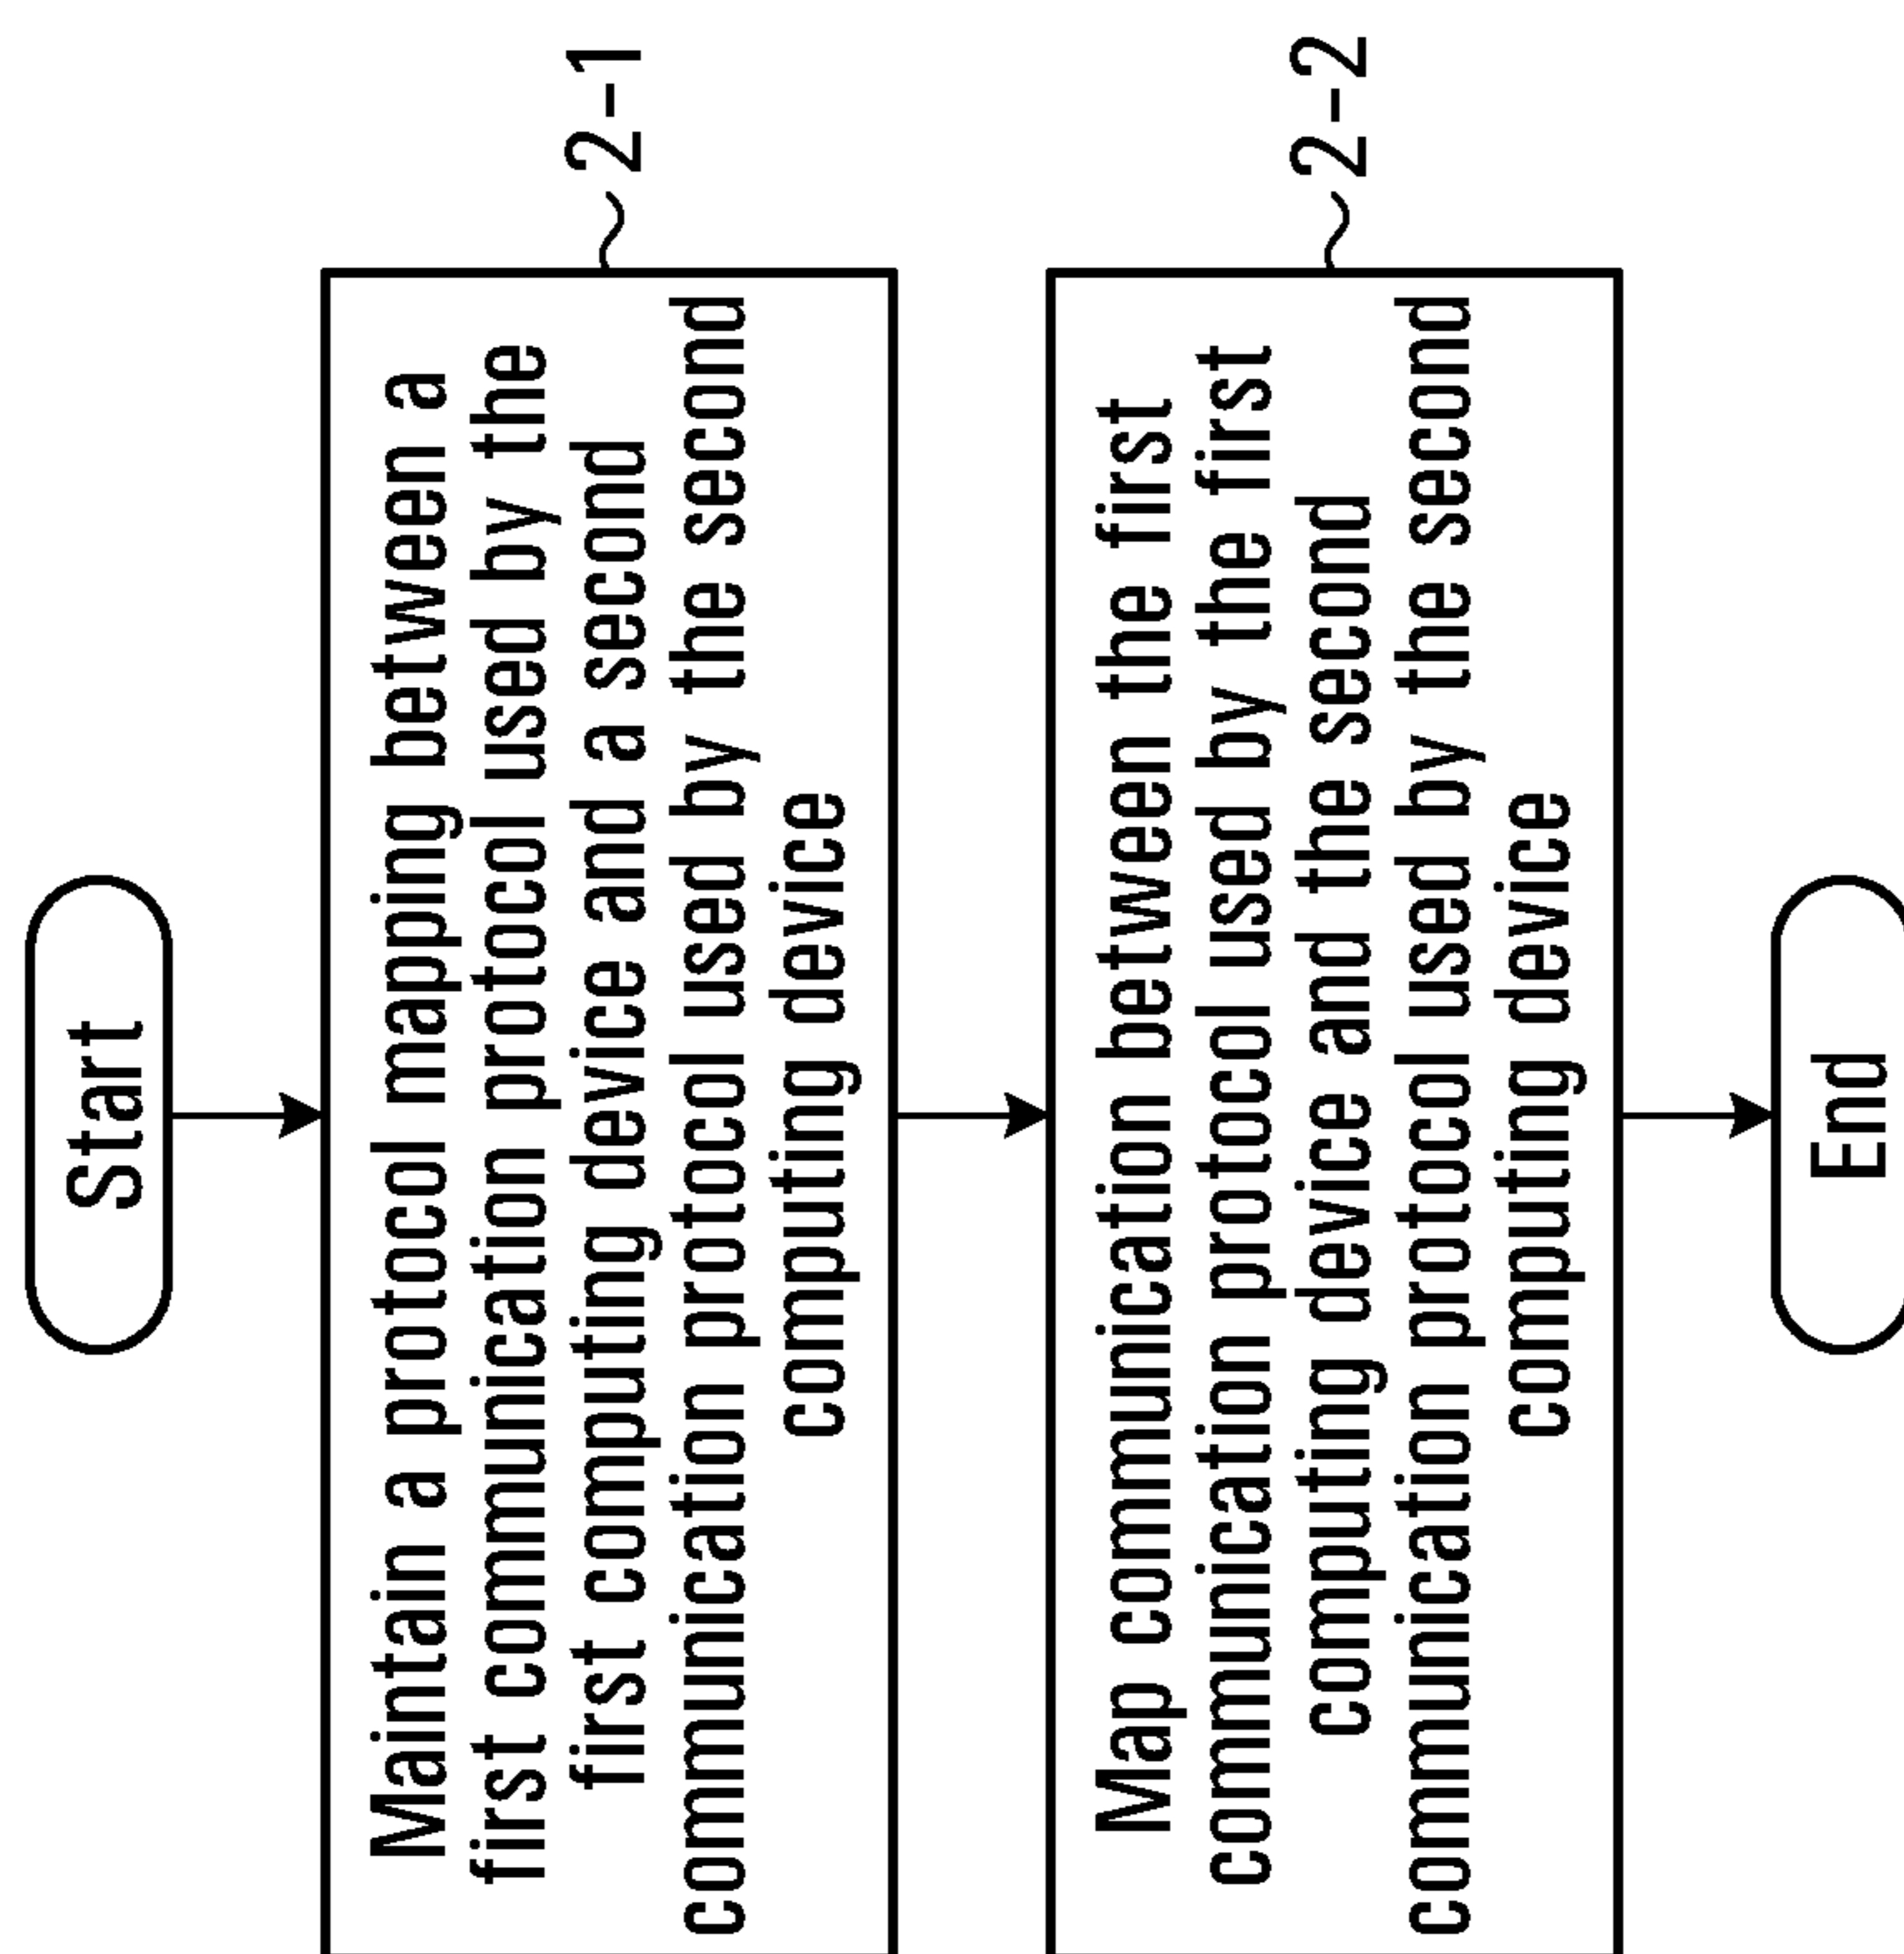 Start
Maintain a protocol mapping between a
first communication protocol used by the
first computing device and a second
communication protocol used by the second
computing device
2-1
Map communication between the first
communication protocol used by the first
computing device and the second
communication protocol used by the second
computing device
2-2
End